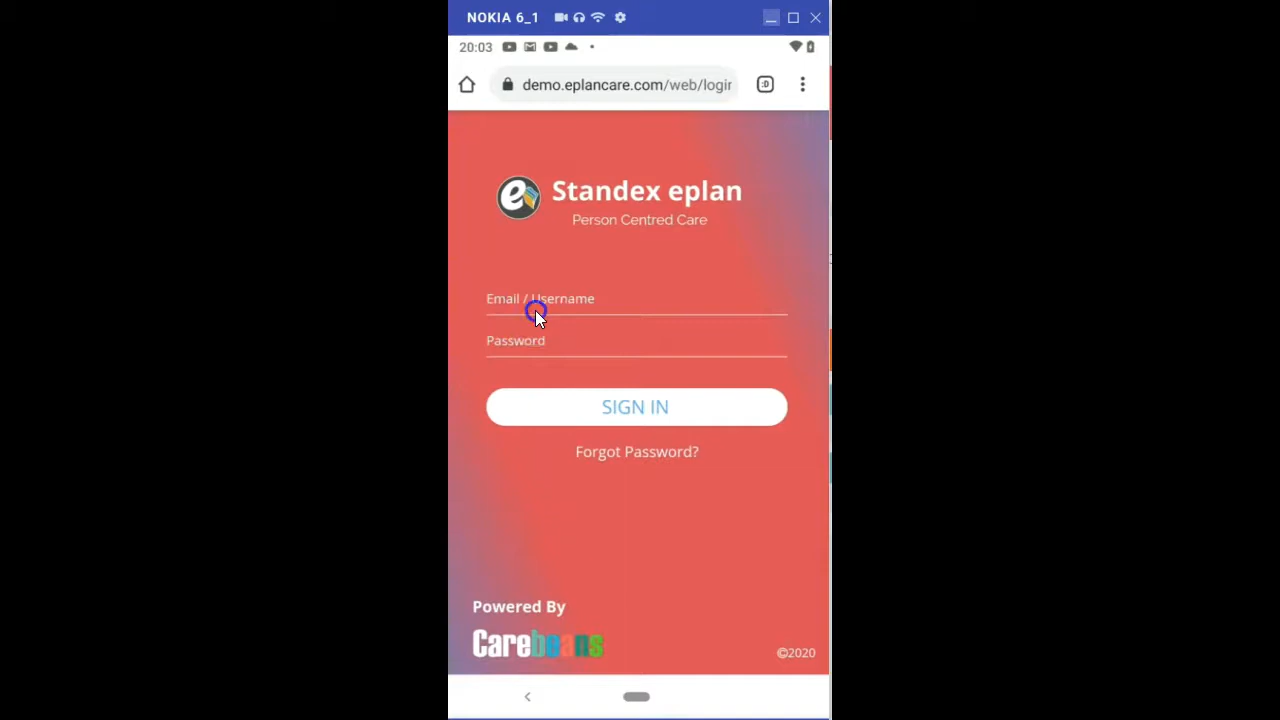 NOKIA 6_1
20:03
demo.eplancare.com/web/login
Standex eplan
Person Centred Care
Email / Username
Password
SIGN IN
Forgot Password?
Powered By
Carebeans
©2020